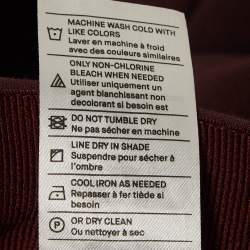 MACHINE WASH COLD WITH
LIKE COLORS
Laver en machine à froid
avec des couleurs similaires
ONLY NON-CHLORINE
BLEACH WHEN NEEDED
Utiliser uniquement un
agent blanchissant non
decolorant si besoin est
DO NOT TUMBLE DRY
Ne pas sécher en machine
LINE DRY IN SHADE
Suspendre pour sécher à
l'ombre
COOL IRON AS NEEDED
Repasser à fer tiède si
besoin
P
OR DRY CLEAN
Ou nettoyer à sec